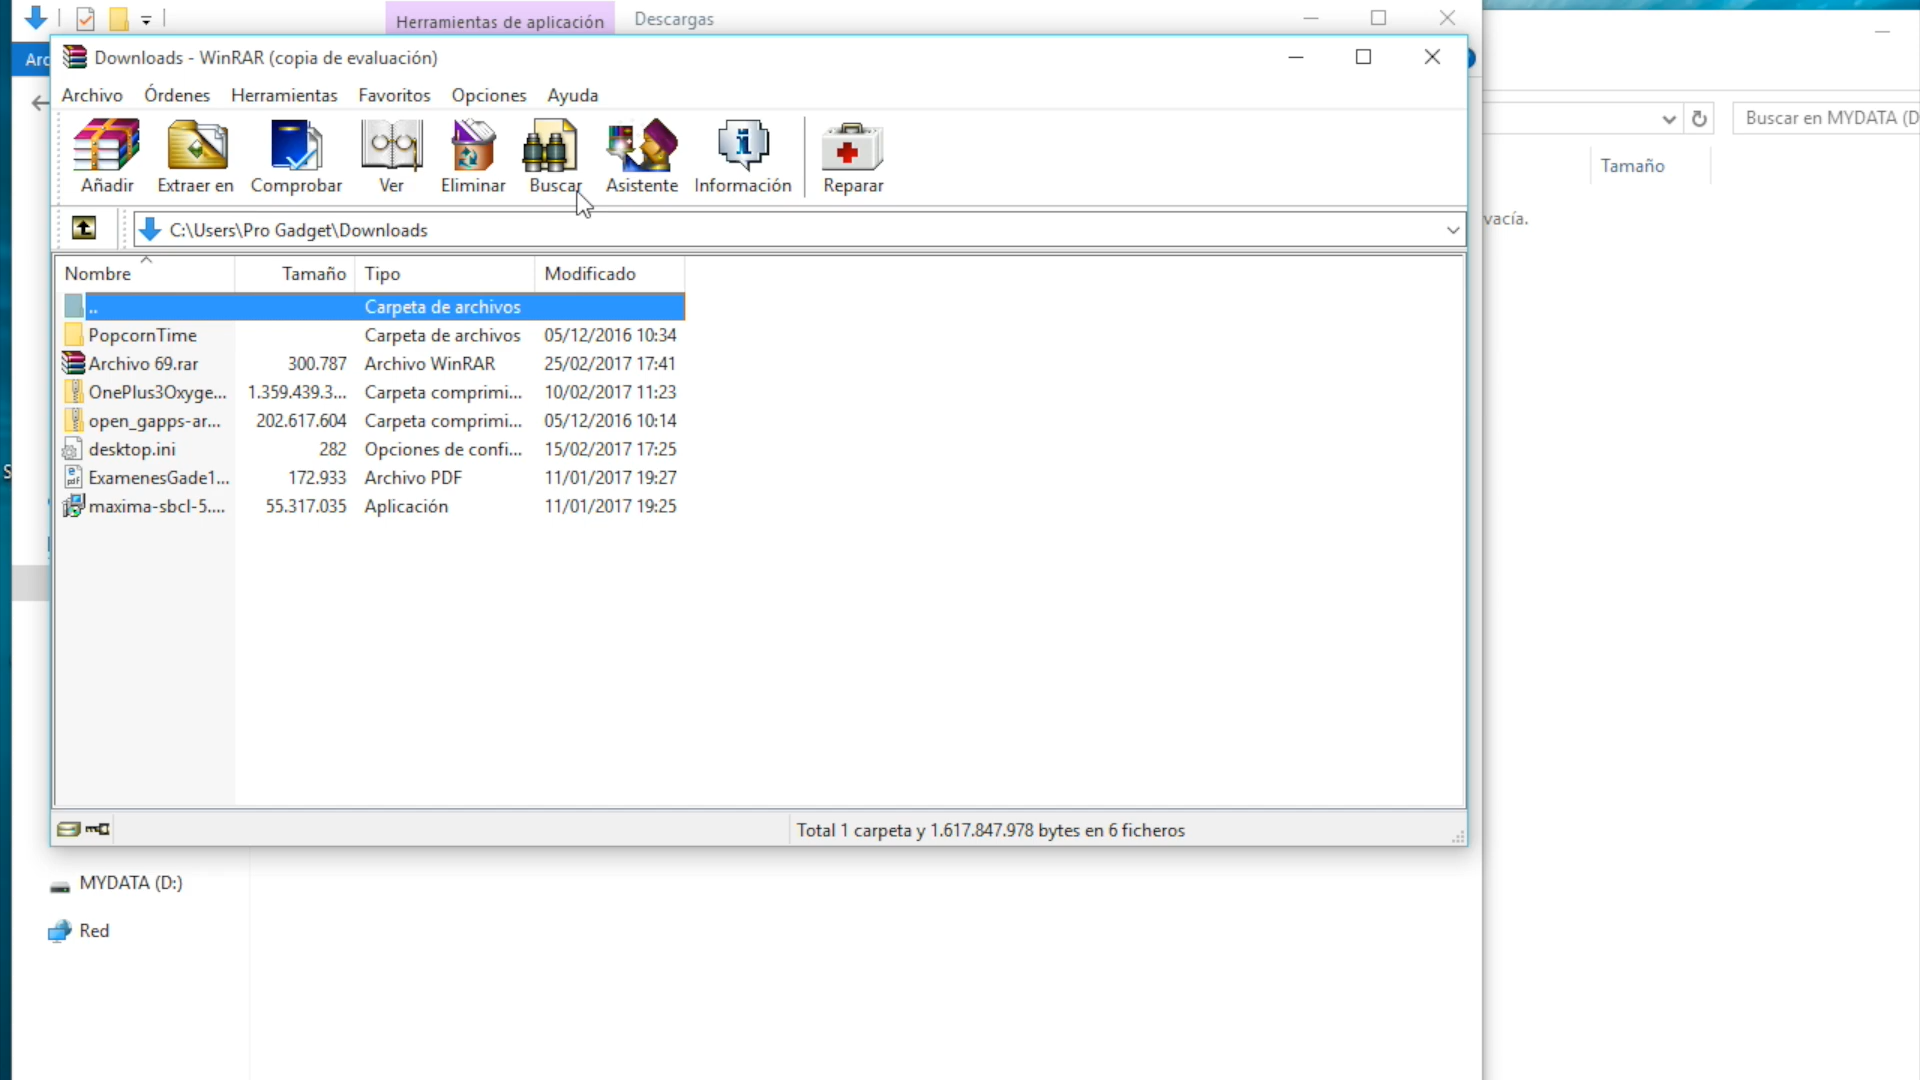 Herramientas de aplicación
Descargas
Downloads - WinRAR (copia de evaluación)
Archivo Órdenes Herramientas Favoritos Opciones Ayuda
Añadir Extraer en Comprobar Ver Eliminar Buscar Asistente Información Reparar
C:\Users\Pro Gadget\Downloads
Buscar en MYDATA (D
Tamaño
vacía.
Nombre Tamaño Tipo Modificado
.. Carpeta de archivos
PopcornTime Carpeta de archivos 05/12/2016 10:34
Archivo 69.rar 300.787 Archivo WinRAR 25/02/2017 17:41
OnePlus3Oxyge... 1.359.439.3... Carpeta comprimi... 10/02/2017 11:23
open_gapps-ar... 202.617.604 Carpeta comprimi... 05/12/2016 10:14
desktop.ini 282 Opciones de confi... 15/02/2017 17:25
ExamenesGade1... 172.933 Archivo PDF 11/01/2017 19:27
maxima-sbcl-5.... 55.317.035 Aplicación 11/01/2017 19:25
Total 1 carpeta y 1.617.847.978 bytes en 6 ficheros
MYDATA (D:)
Red